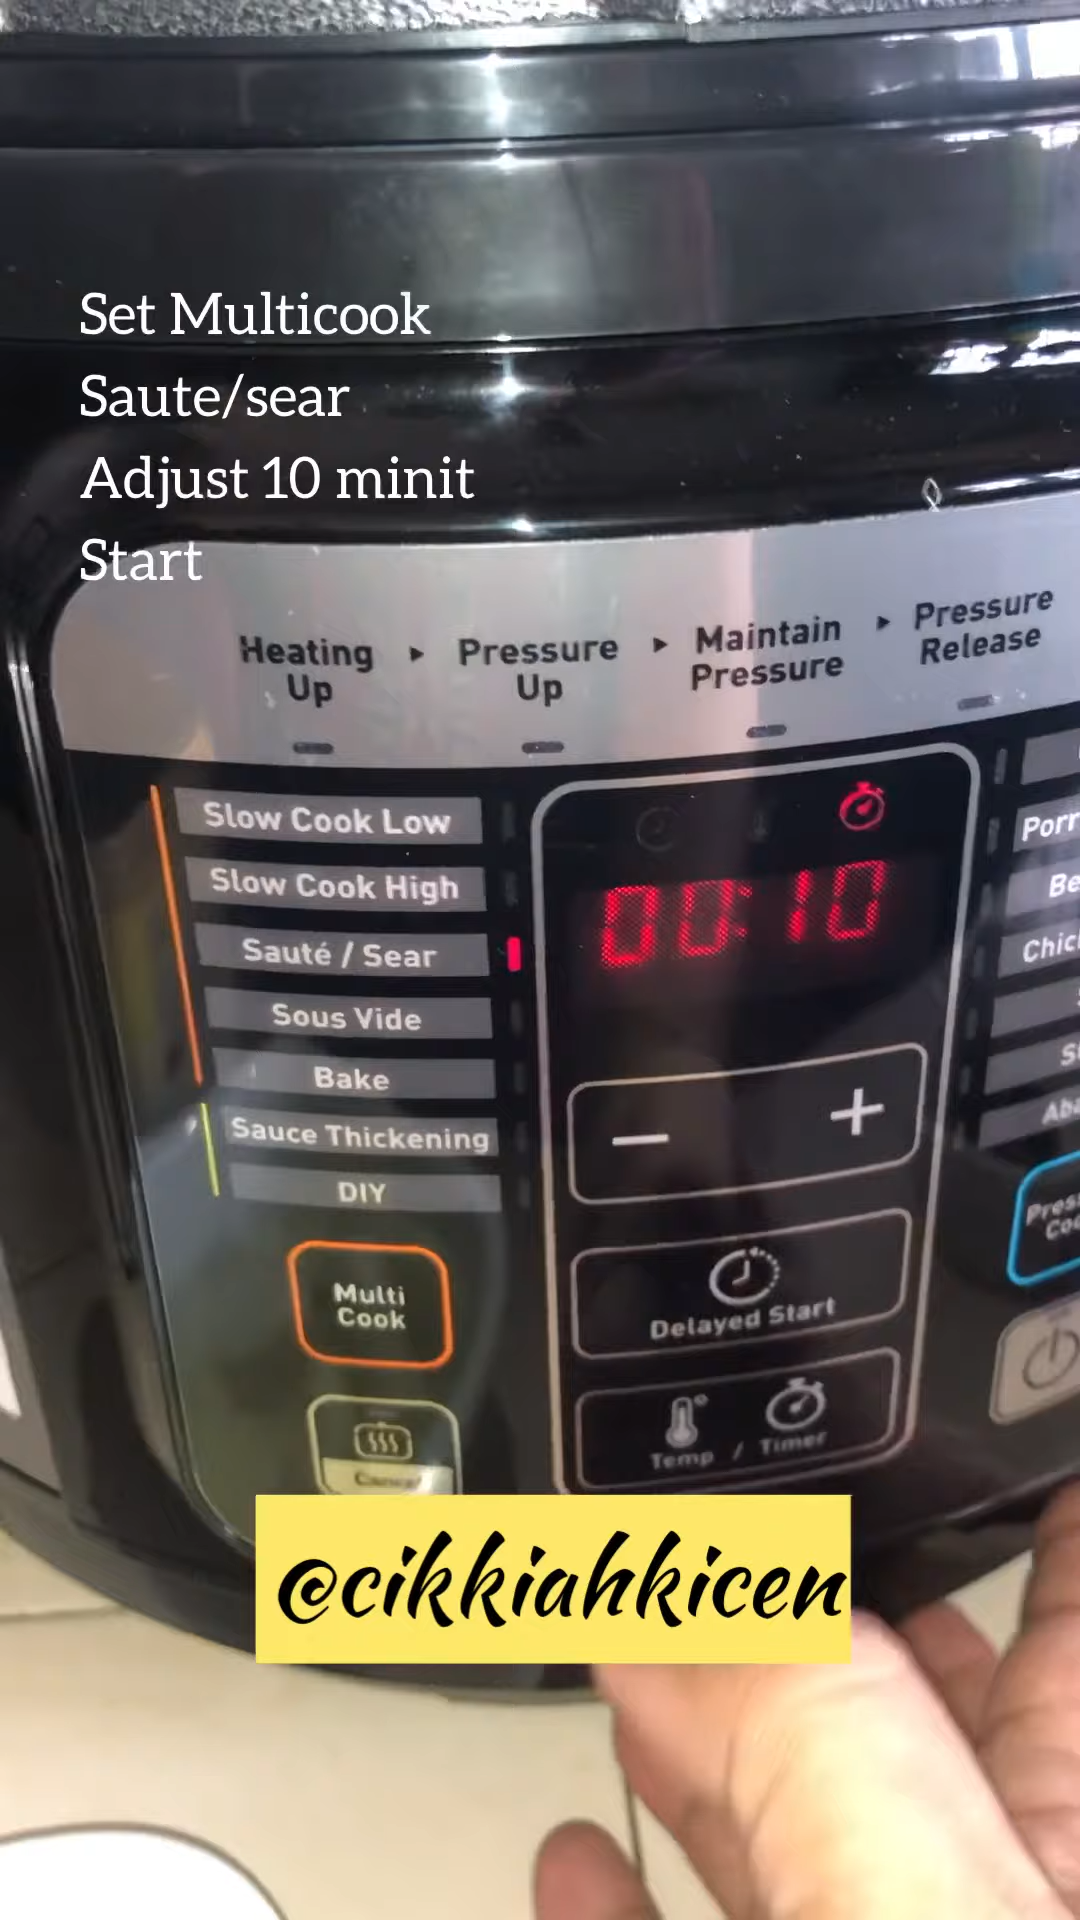 Set Multicook
Saute/sear
Adjust 10 minit
Start
Heating Up
Pressure Up
Maintain Pressure
Pressure Release
Slow Cook Low
Slow Cook High
Sauté / Sear
Sous Vide
Bake
Sauce Thickening
DIY
Multi
Cook
Cancel
00:10
Delayed Start
Temp / Timer
@cikkiahkicen